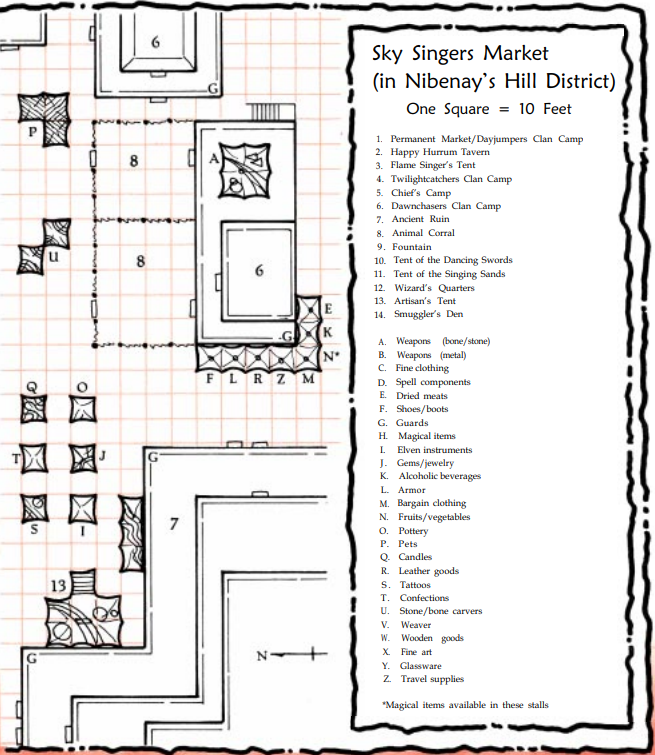 6
G
P
A
8
U
8
6
E
G
K
N*
F L R Z M
Q O
T J
G
S I
7
13
G
N
Sky Singers Market
(in Nibenay's Hill District)
One Square = 10 Feet
1. Permanent Market/Dayjumpers Clan Camp
2. Happy Hurrum Tavern
3. Flame Singer's Tent
4. Twilightcatchers Clan Camp
5. Chief's Camp
6. Dawnchasers Clan Camp
7. Ancient Ruin
8. Animal Corral
9. Fountain
10. Tent of the Dancing Swords
11. Tent of the Singing Sands
12. Wizard's Quarters
13. Artisan's Tent
14. Smuggler's Den
A. Weapons (bone/stone)
B. Weapons (metal)
C. Fine clothing
D. Spell components
E. Dried meats
F. Shoes/boots
G. Guards
H. Magical items
I. Elven instruments
J. Gems/jewelry
K. Alcoholic beverages
L. Armor
M. Bargain clothing
N. Fruits/vegetables
O. Pottery
P. Pets
Q. Candles
R. Leather goods
S. Tattoos
T. Confections
U. Stone/bone carvers
V. Weaver
W. Wooden goods
X. Fine art
Y. Glassware
Z. Travel supplies
*Magical items available in these stalls